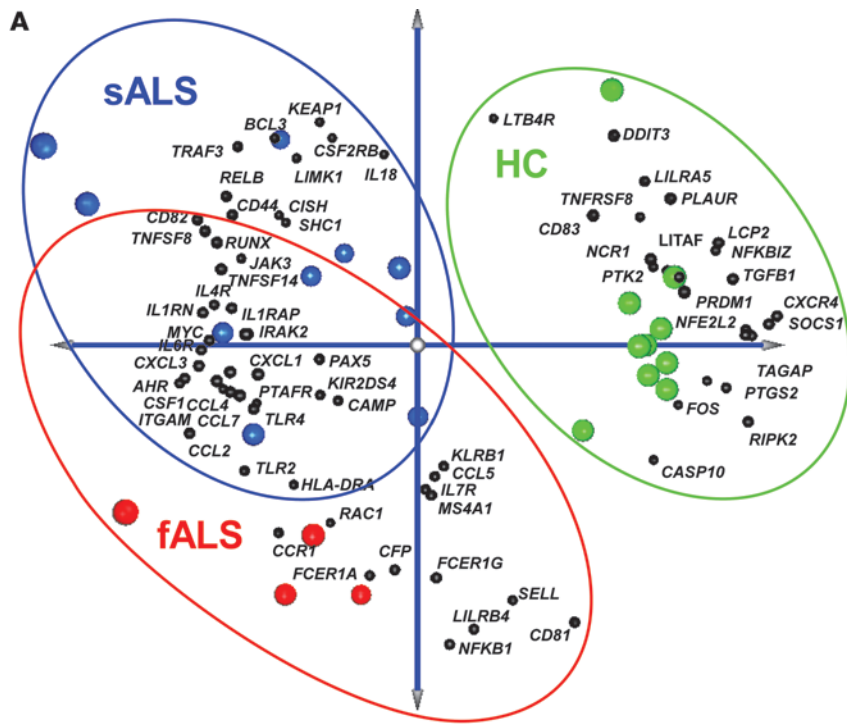 A
sALS
KEAP1
BCL3
LTB4R
DDIT3
TRAF3
CSF2RB
HC
LIMK1
IL18
RELB
LILRA5
TNFRSF8
PLAUR
CD44
CISH
CD82
SHC1
CD83
LCP2
TNFSF8
RUNX
NCR1
LITAF
NFKBIZ
JAK3
TNFSF14
PTK2
TGFB1
IL4R
PRDM1
CXCR4
IL1RN
IL1RAP
NFE2L2
SOCS1
MYC
IRAK2
IL6R
CXCL3
CXCL1
PAX5
TAGAP
AHR
KIR2DS4
PTGS2
CSF1
CCL4
PTAFR
CAMP
FOS
ITGAM
CCL7
TLR4
RIPK2
CCL2
KLRB1
TLR2
CCL5
CASP10
HLA-DRA
IL7R
MS4A1
fALS
RAC1
CCR1
CFP
FCER1A
FCER1G
SELL
LILRB4
CD81
NFKB1